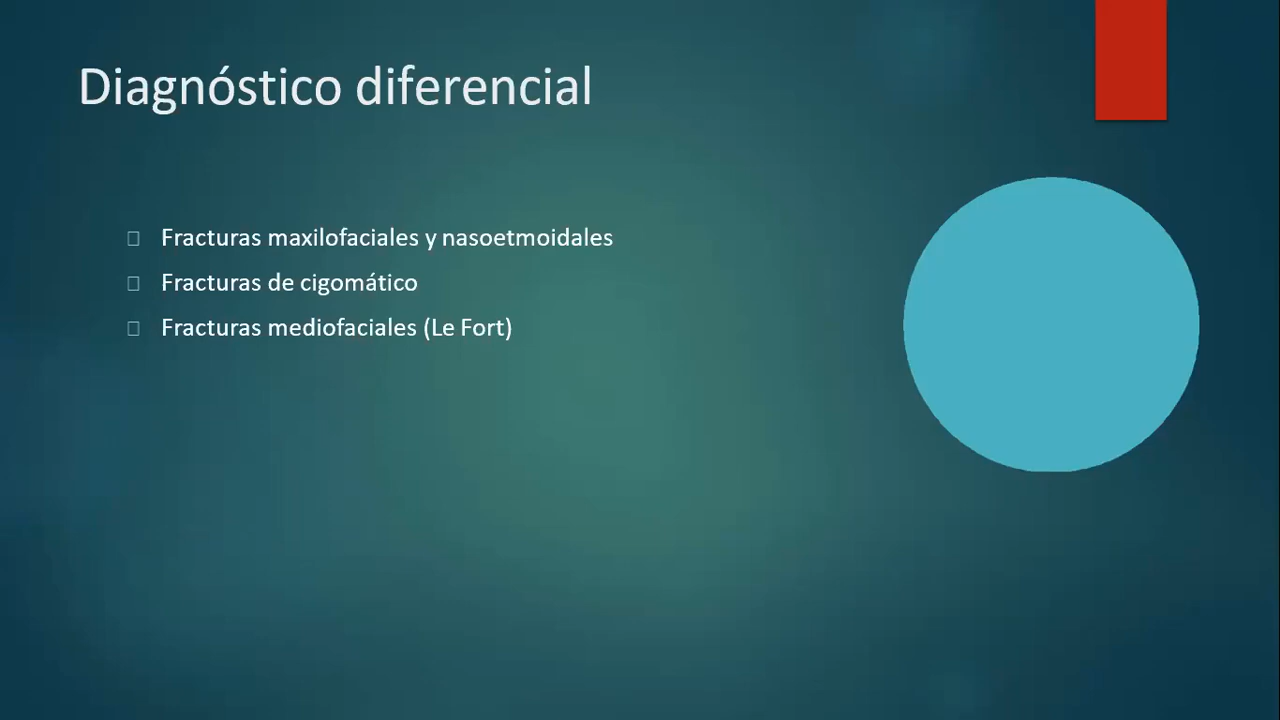 Diagnóstico diferencial
Fracturas maxilofaciales y nasoetmoidales
Fracturas de cigomático
Fracturas mediofaciales (Le Fort)